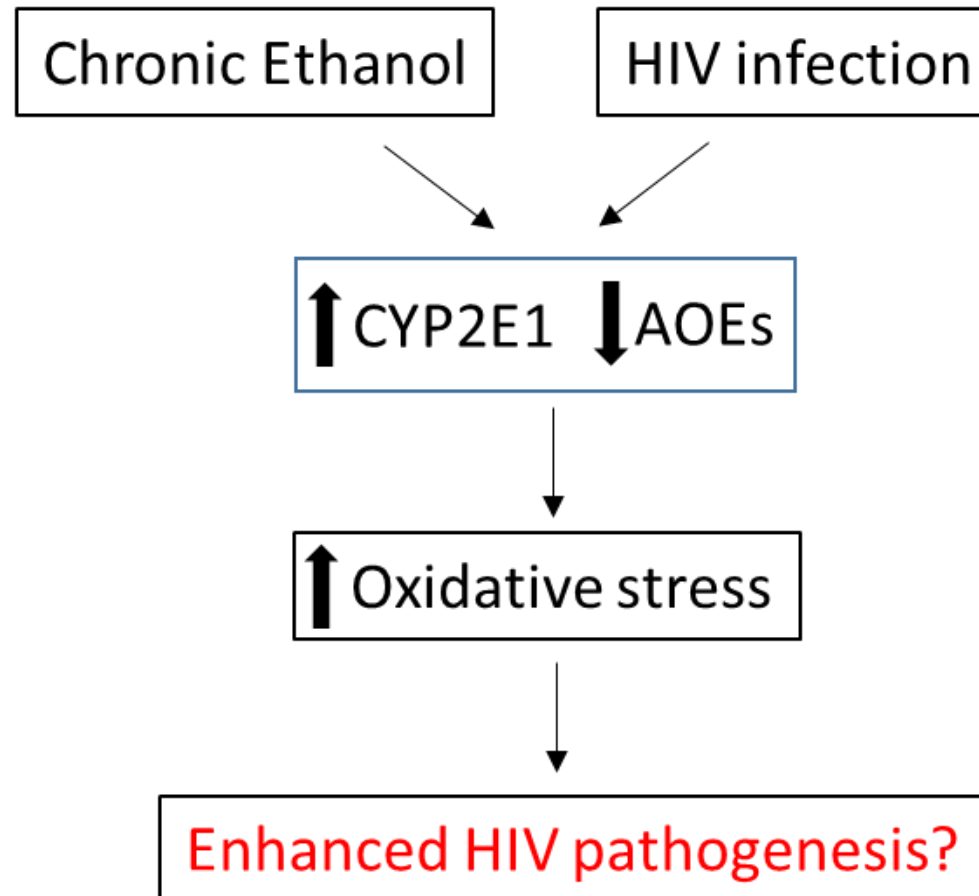 Chronic Ethanol
HIV infection
CYP2E1 AOEs
Oxidative stress
Enhanced HIV pathogenesis?